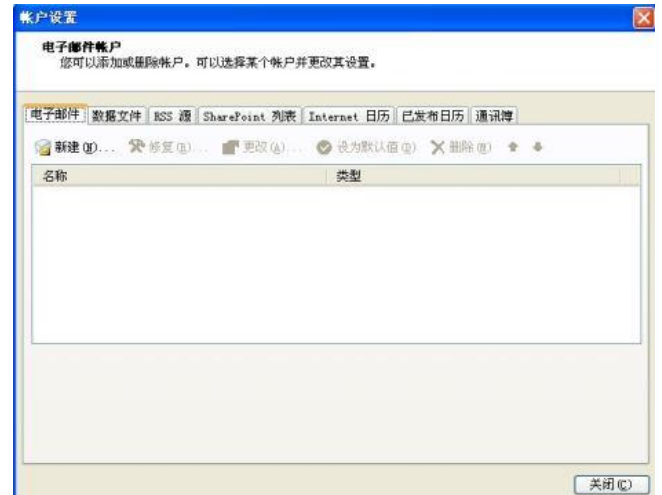 帐户设置
电子邮件帐户
您可以添加或删除帐户。可以选择某个帐户并更改其设置。
电子邮件 数据文件 RSS 源 SharePoint 列表 Internet 日历 已发布日历 通讯簿
新建(N)... 修复(R)... 更改(A)... 设为默认值(D) 删除(M)
名称 类型
关闭(C)